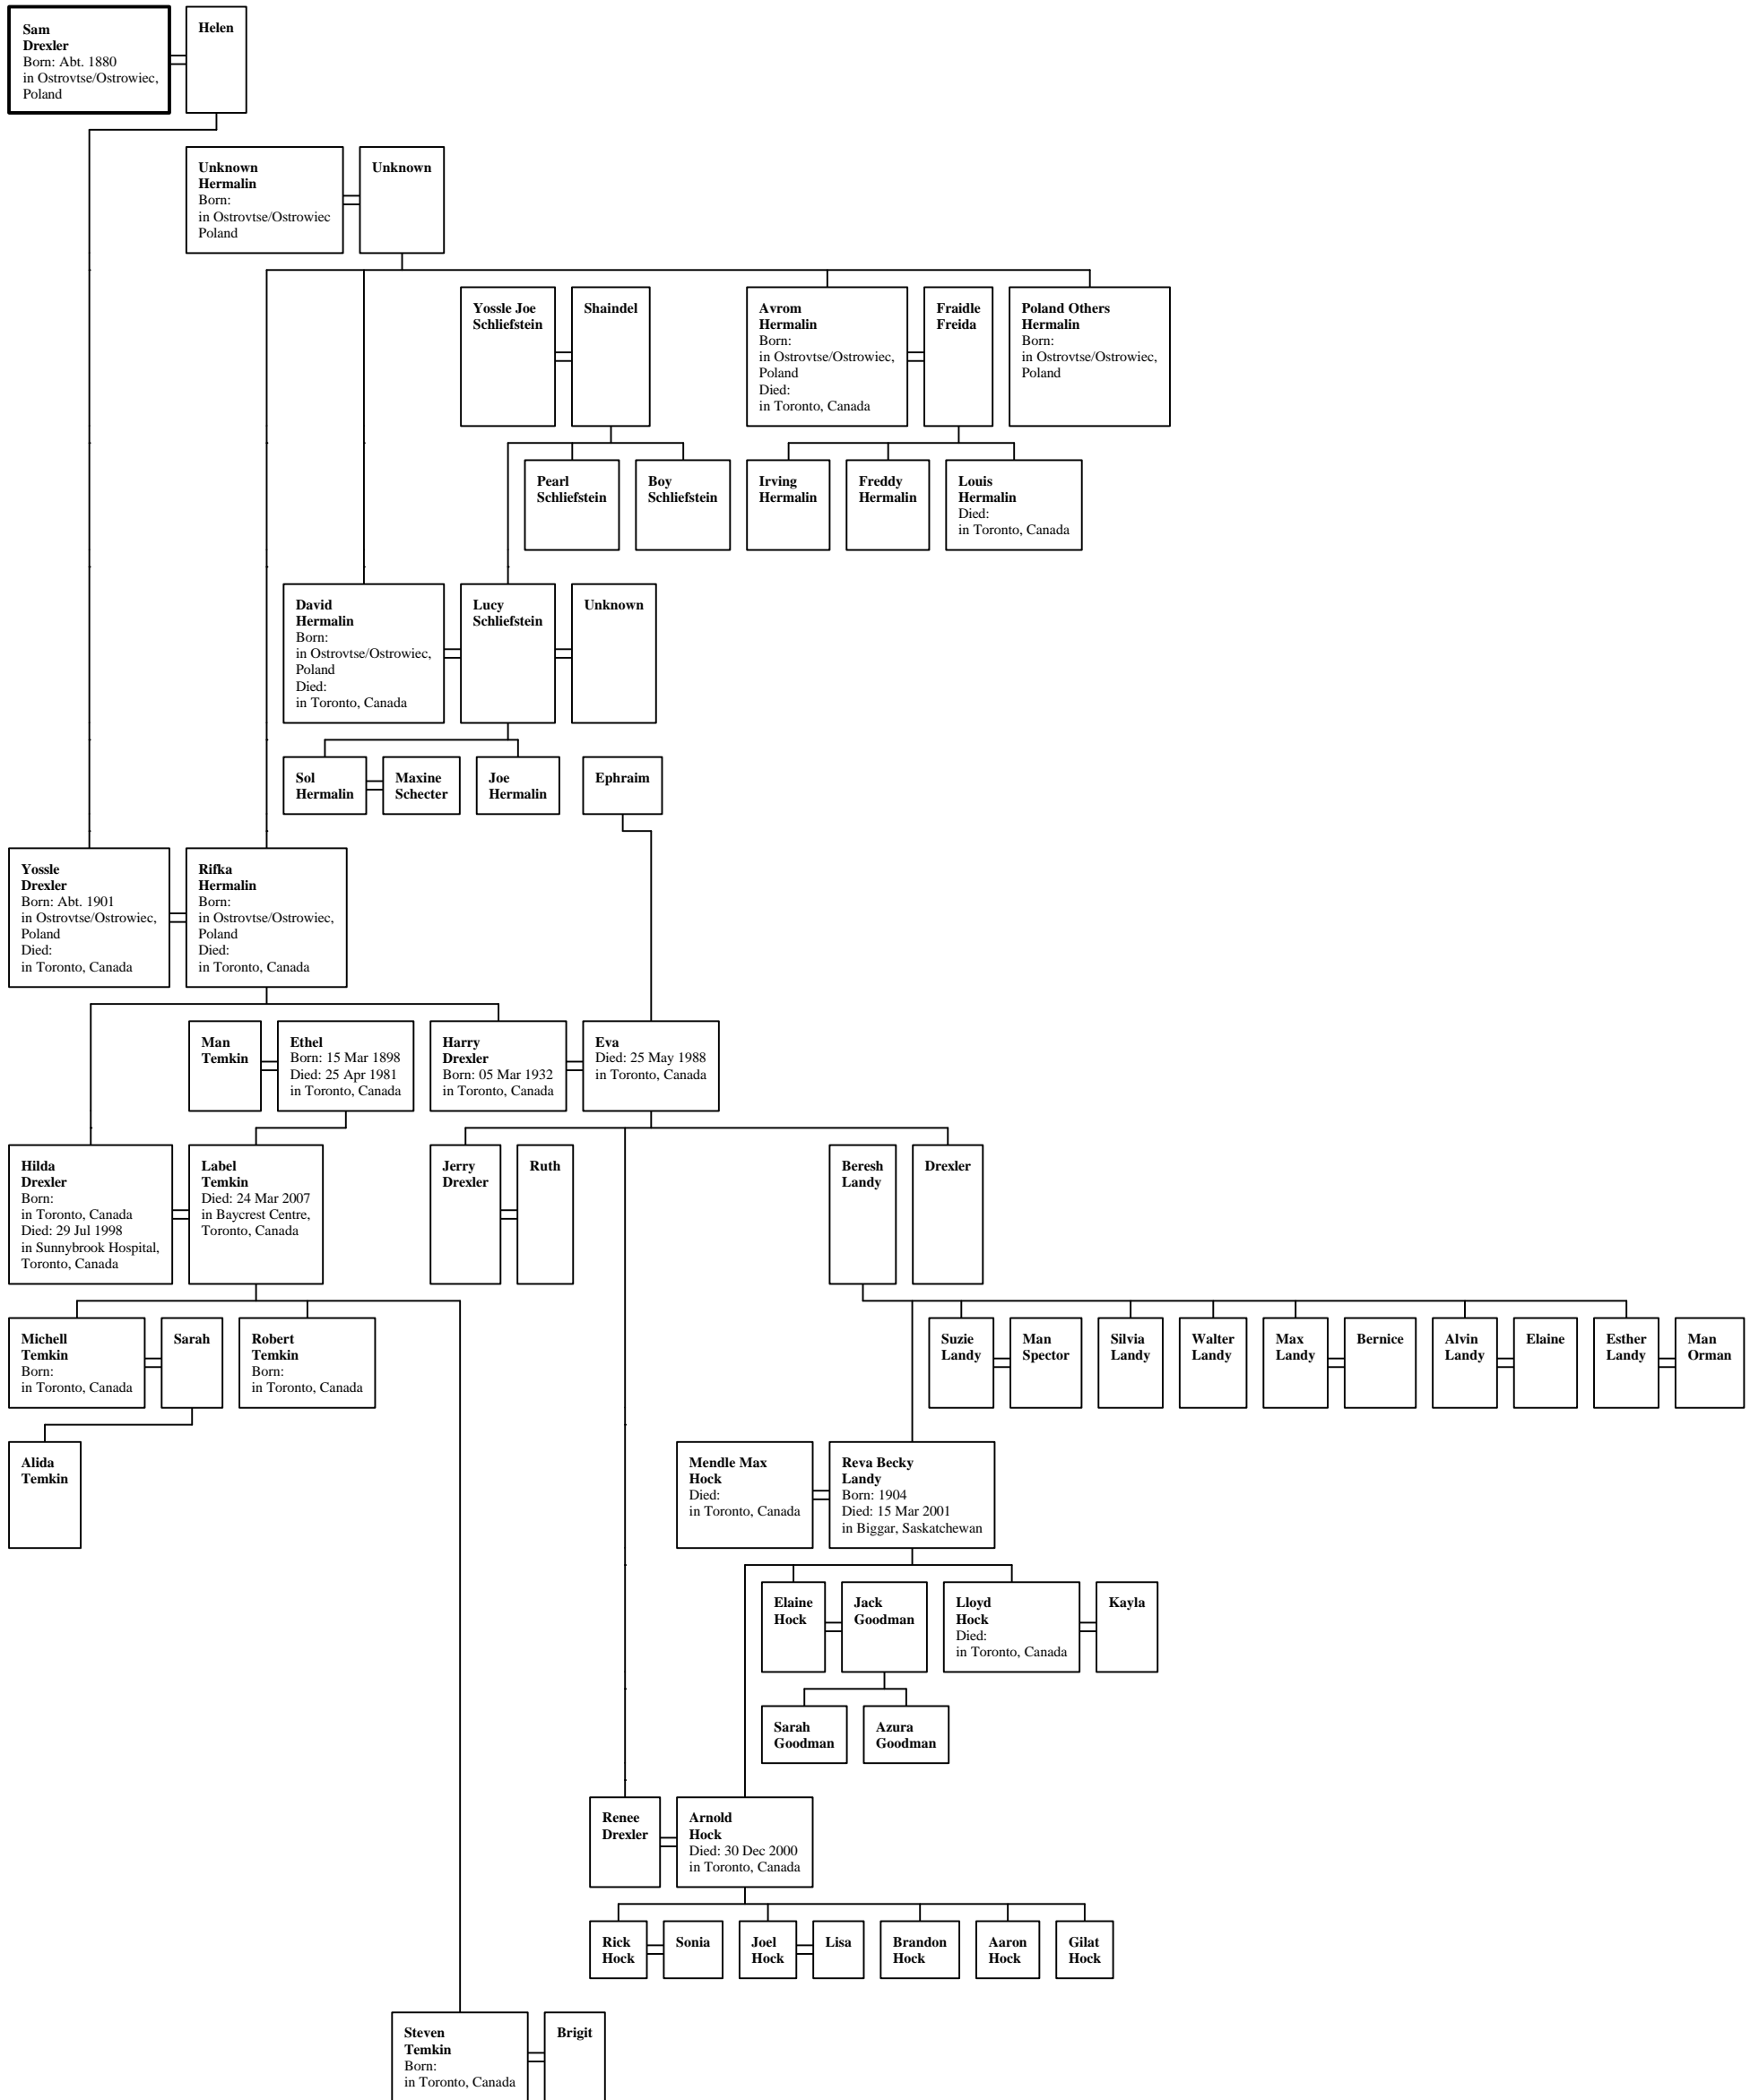 Sam
Drexler
Born: Abt. 1880
in Ostrovtse/Ostrowiec,
Poland
Helen
Unknown
Hermalin
Born:
in Ostrovtse/Ostrowiec
Poland
Unknown
Yossle Joe
Schliefstein
Shaindel
Avrom
Hermalin
Born:
in Ostrovtse/Ostrowiec,
Poland
Died:
in Toronto, Canada
Fraidle
Freida
Poland Others
Hermalin
Born:
in Ostrovtse/Ostrowiec,
Poland
Pearl
Schliefstein
Boy
Schliefstein
Irving
Hermalin
Freddy
Hermalin
Louis
Hermalin
Died:
in Toronto, Canada
David
Hermalin
Born:
in Ostrovtse/Ostrowiec,
Poland
Died:
in Toronto, Canada
Lucy
Schliefstein
Unknown
Sol
Hermalin
Maxine
Schecter
Joe
Hermalin
Ephraim
Yossle
Drexler
Born: Abt. 1901
in Ostrovtse/Ostrowiec,
Poland
Died:
in Toronto, Canada
Rifka
Hermalin
Born:
in Ostrovtse/Ostrowiec,
Poland
Died:
in Toronto, Canada
Man
Temkin
Ethel
Born: 15 Mar 1898
Died: 25 Apr 1981
in Toronto, Canada
Harry
Drexler
Born: 05 Mar 1932
in Toronto, Canada
Eva
Died: 25 May 1988
in Toronto, Canada
Hilda
Drexler
Born:
in Toronto, Canada
Died: 29 Jul 1998
in Sunnybrook Hospital,
Toronto, Canada
Label
Temkin
Died: 24 Mar 2007
in Baycrest Centre,
Toronto, Canada
Jerry
Drexler
Ruth
Beresh
Landy
Drexler
Michell
Temkin
Born:
in Toronto, Canada
Sarah
Robert
Temkin
Born:
in Toronto, Canada
Suzie
Landy
Man
Spector
Silvia
Landy
Walter
Landy
Max
Landy
Bernice
Alvin
Landy
Elaine
Esther
Landy
Man
Orman
Alida
Temkin
Mendle Max
Hock
Died:
in Toronto, Canada
Reva Becky
Landy
Born: 1904
Died: 15 Mar 2001
in Biggar, Saskatchewan
Elaine
Hock
Jack
Goodman
Lloyd
Hock
Died:
in Toronto, Canada
Kayla
Sarah
Goodman
Azura
Goodman
Renee
Drexler
Arnold
Hock
Died: 30 Dec 2000
in Toronto, Canada
Rick
Hock
Sonia
Joel
Hock
Lisa
Brandon
Hock
Aaron
Hock
Gilat
Hock
Steven
Temkin
Born:
in Toronto, Canada
Brigit